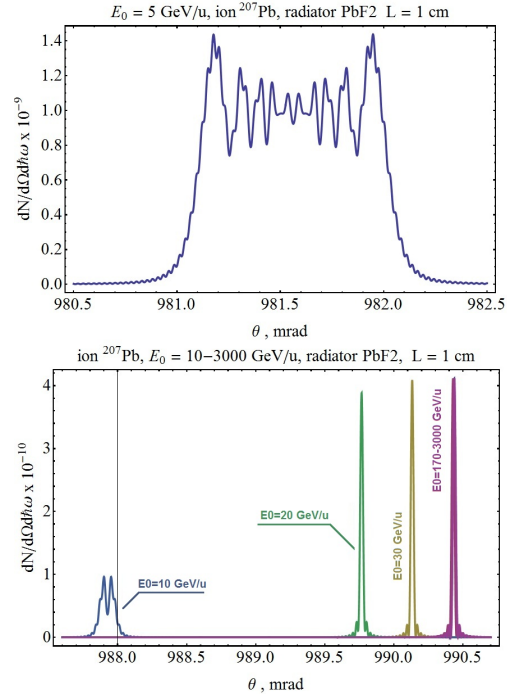 E₀ = 5 GeV/u, ion ²⁰⁷Pb, radiator PbF2 L = 1 cm
dN/dΩdħω x 10⁻⁹
1.4
1.2
1.0
0.8
0.6
0.4
0.2
0.0
980.5 981.0 981.5 982.0 982.5
θ , mrad
ion ²⁰⁷Pb, E₀ = 10−3000 GeV/u, radiator PbF2, L = 1 cm
dN/dΩdħω x 10⁻¹⁰
4
3
2
1
0
E0=10 GeV/u
E0=20 GeV/u
E0=30 GeV/u
E0=170-3000 GeV/u
988.0 988.5 989.0 989.5 990.0 990.5
θ , mrad